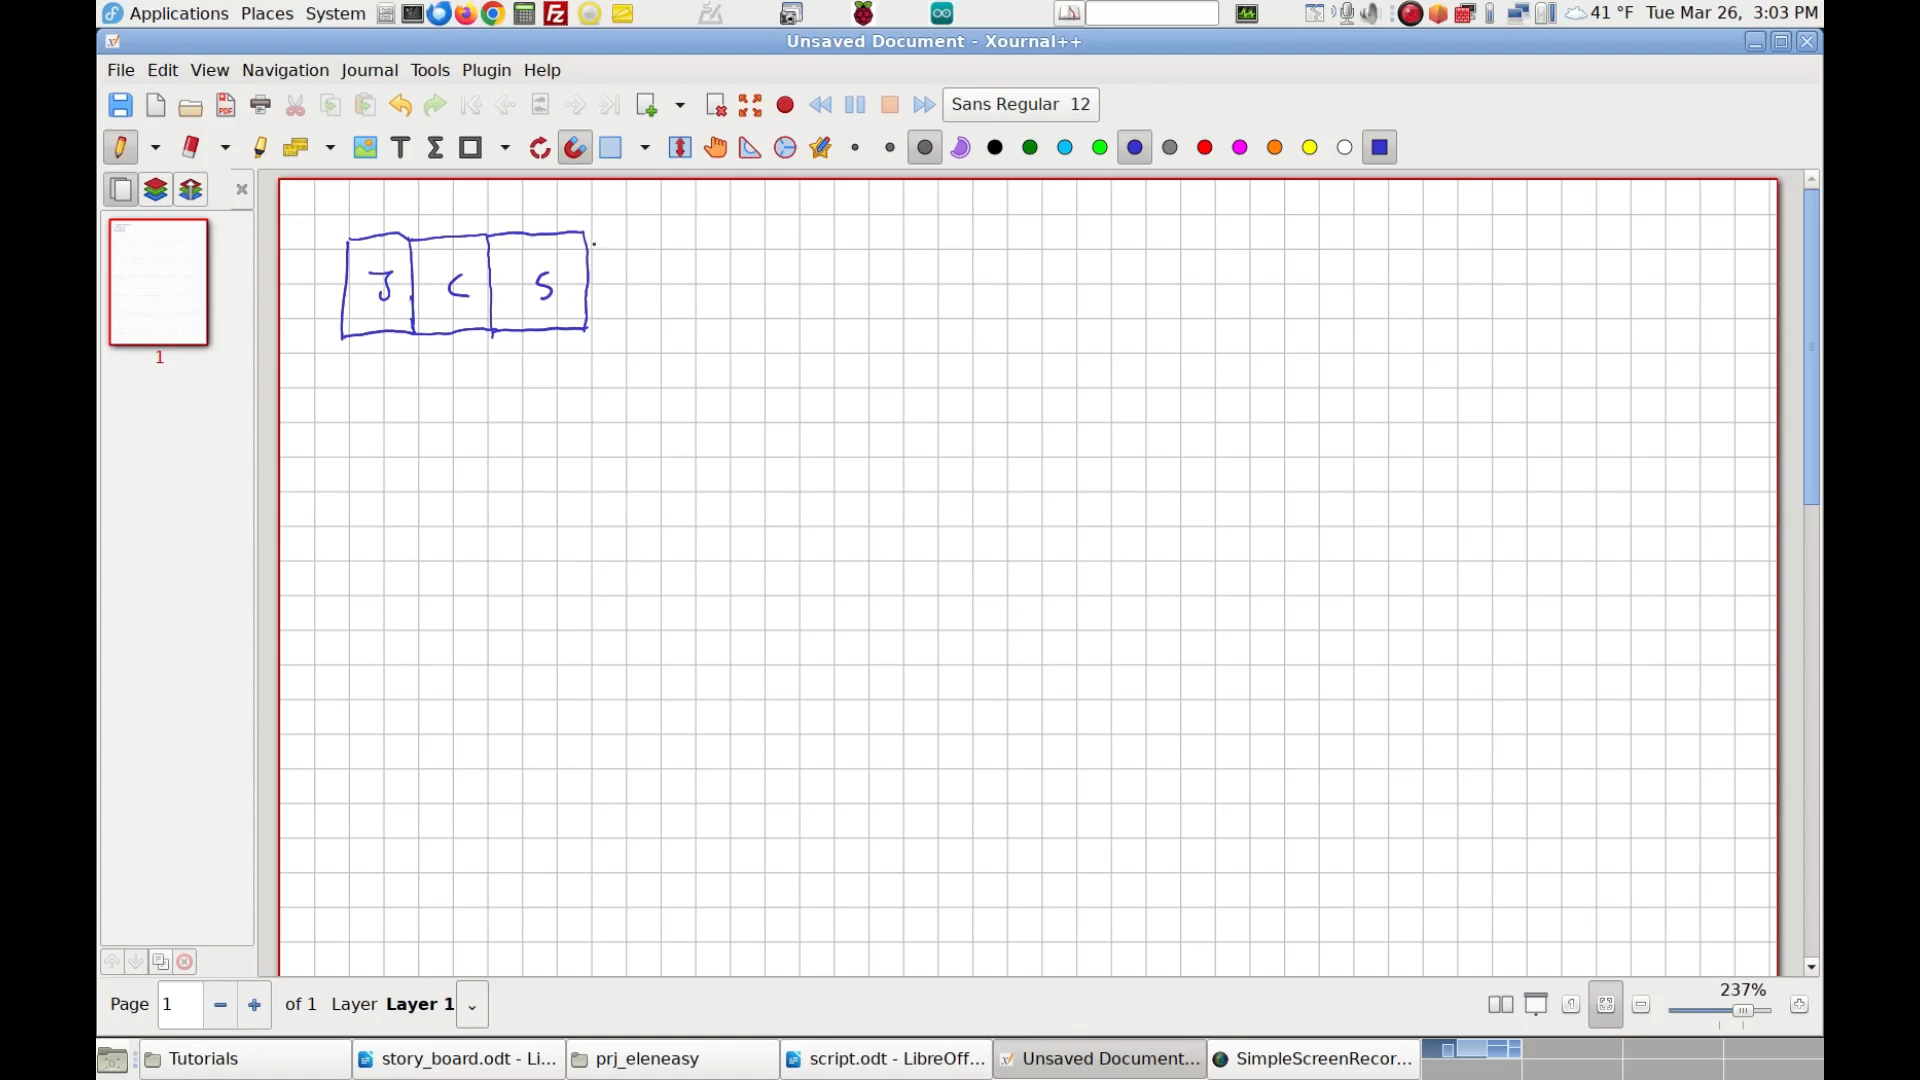 Applications Places System 41 °F Tue Mar 26, 3:03 PM
Unsaved Document - Xournal++
File Edit View Navigation Journal Tools Plugin Help
PDF Sans Regular 12
J C S
1
237%
Page 1 of 1 Layer Layer 1
Tutorials story_board.odt - Li... prj_eleneasy script.odt - LibreOff... Unsaved Document... SimpleScreenRecor...